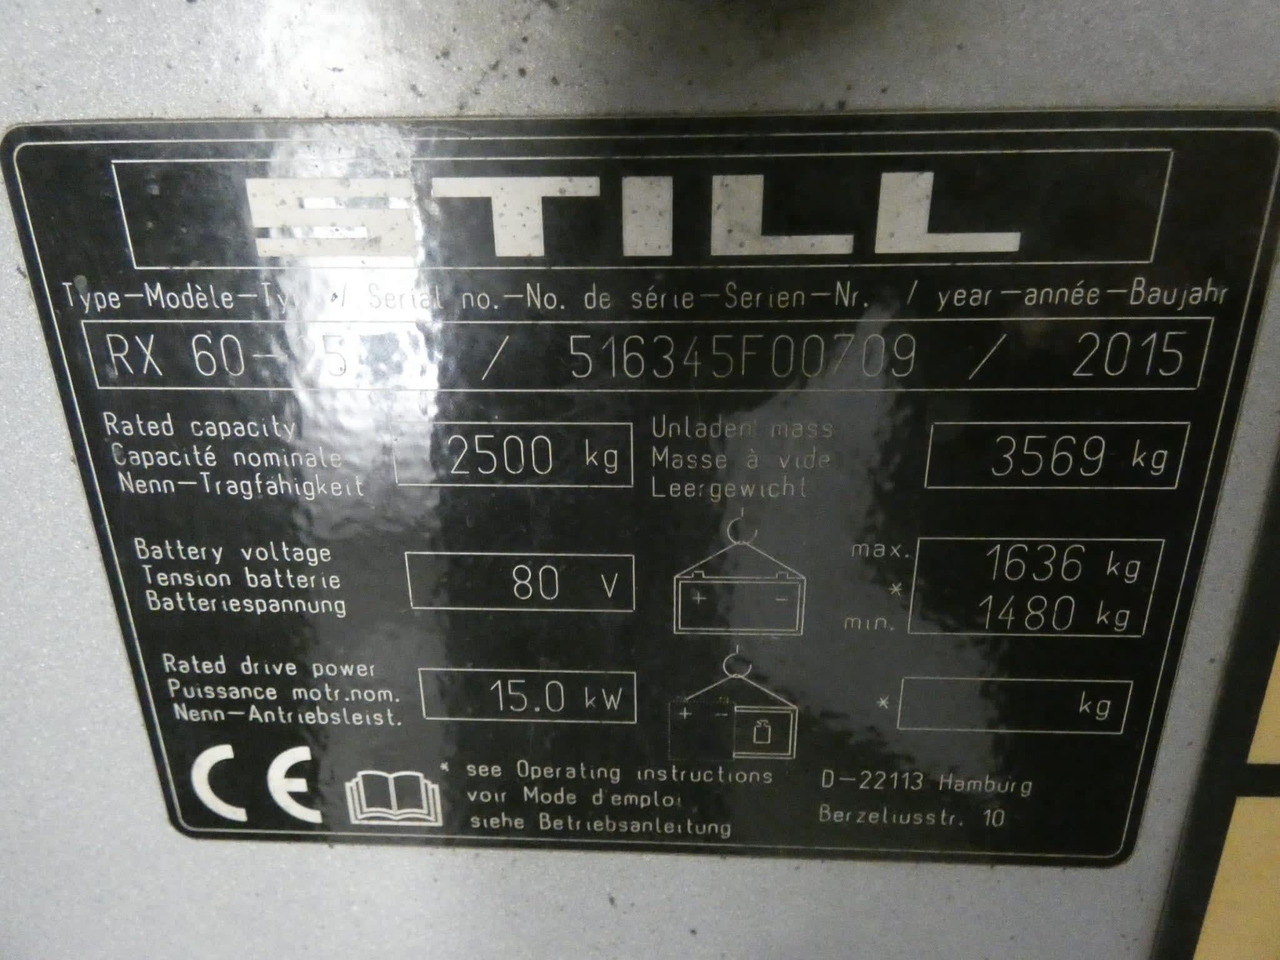 STILL
Type-Modèle-Ty / Serial no.-No. de série-Serien-Nr. / year-année-Baujahr
RX 60-25 / 516345F00709 / 2015
Rated capacity
Capacité nominale
Nenn-Tragfähigkeit
2500 kg
Unladen mass
Masse à vide
Leergewicht
3569 kg
Battery voltage
Tension batterie
Batteriespannung
80 V
+ -
max. 1636 kg
*
min. 1480 kg
Rated drive power
Puissance motr.nom.
Nenn-Antriebsleist.
15.0 kW
+ -
* kg
CE
* see Operating instructions
voir Mode d'emploi
siehe Betriebsanleitung
D-22113 Hamburg
Berzeliusstr. 10